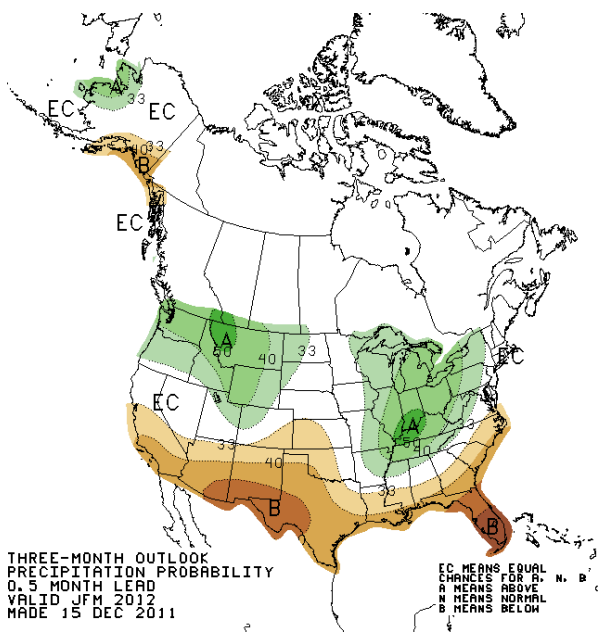 A
33
EC
EC
40 33
B
EC
A
50
40
33
EC
EC
A
50
40
33
33
40
33
B
B
THREE-MONTH OUTLOOK
PRECIPITATION PROBABILITY
0.5 MONTH LEAD
VALID JFM 2012
MADE 15 DEC 2011
EC MEANS EQUAL
CHANCES FOR A, N, B
A MEANS ABOVE
N MEANS NORMAL
B MEANS BELOW